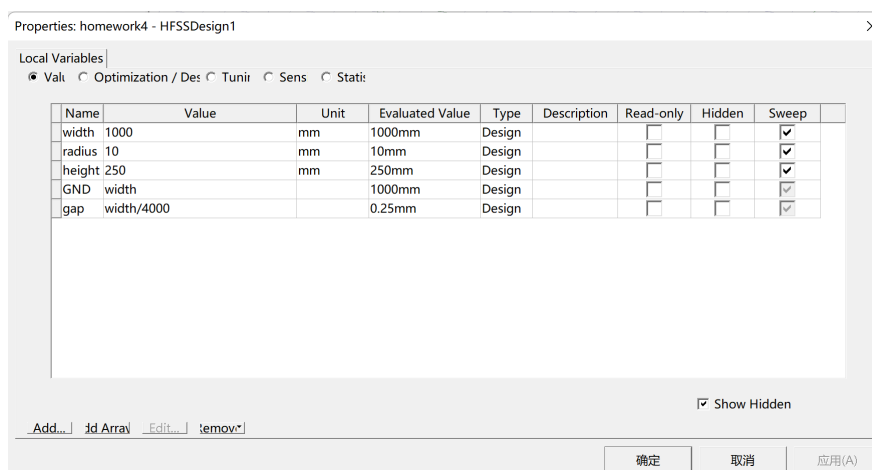 Properties: homework4 - HFSSDesign1
Local Variables
Valu Optimization / Des Tunin Sens Statis
Name Value Unit Evaluated Value Type Description Read-only Hidden Sweep
width 1000 mm 1000mm Design
radius 10 mm 10mm Design
height 250 mm 250mm Design
GND width 1000mm Design
gap width/4000 0.25mm Design
Show Hidden
Add... Array Edit...
确定 取消 应用(A)